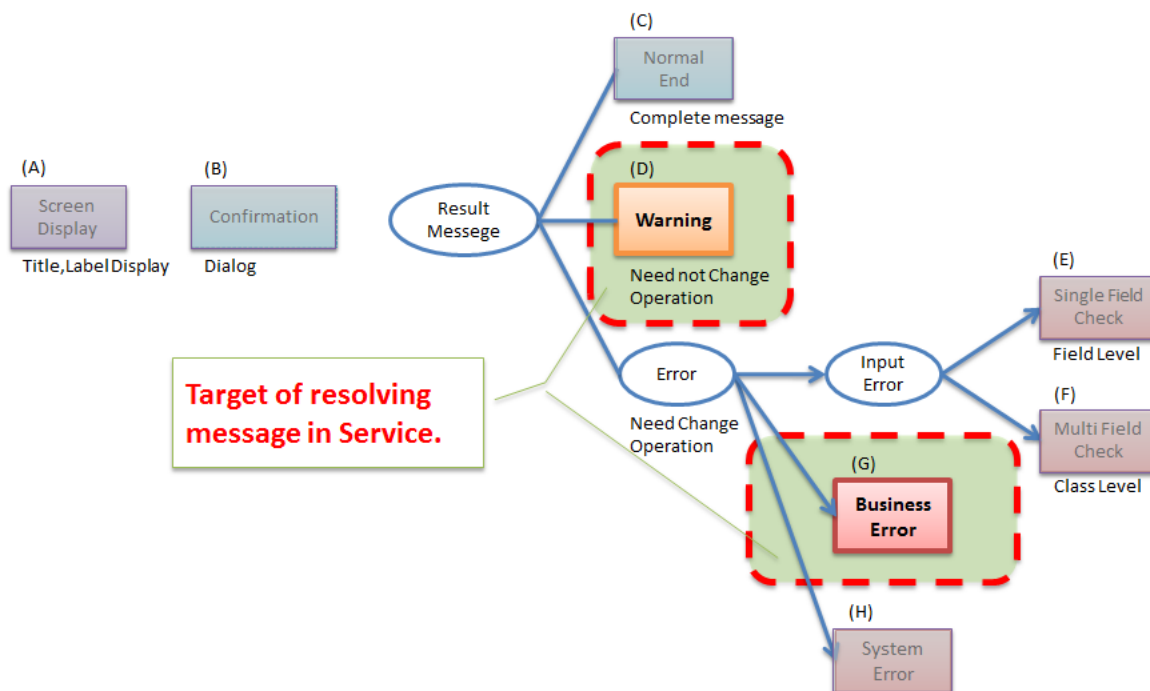 (C)
Normal
End
Complete message
(A)
Screen
Display
Title,Label Display
(B)
Confirmation
Dialog
Result
Messege
(D)
Warning
Need not Change
Operation
(E)
Single Field
Check
Field Level
Target of resolving
message in Service.
Error
Need Change
Operation
Input
Error
(F)
Multi Field
Check
Class Level
(G)
Business
Error
(H)
System
Error